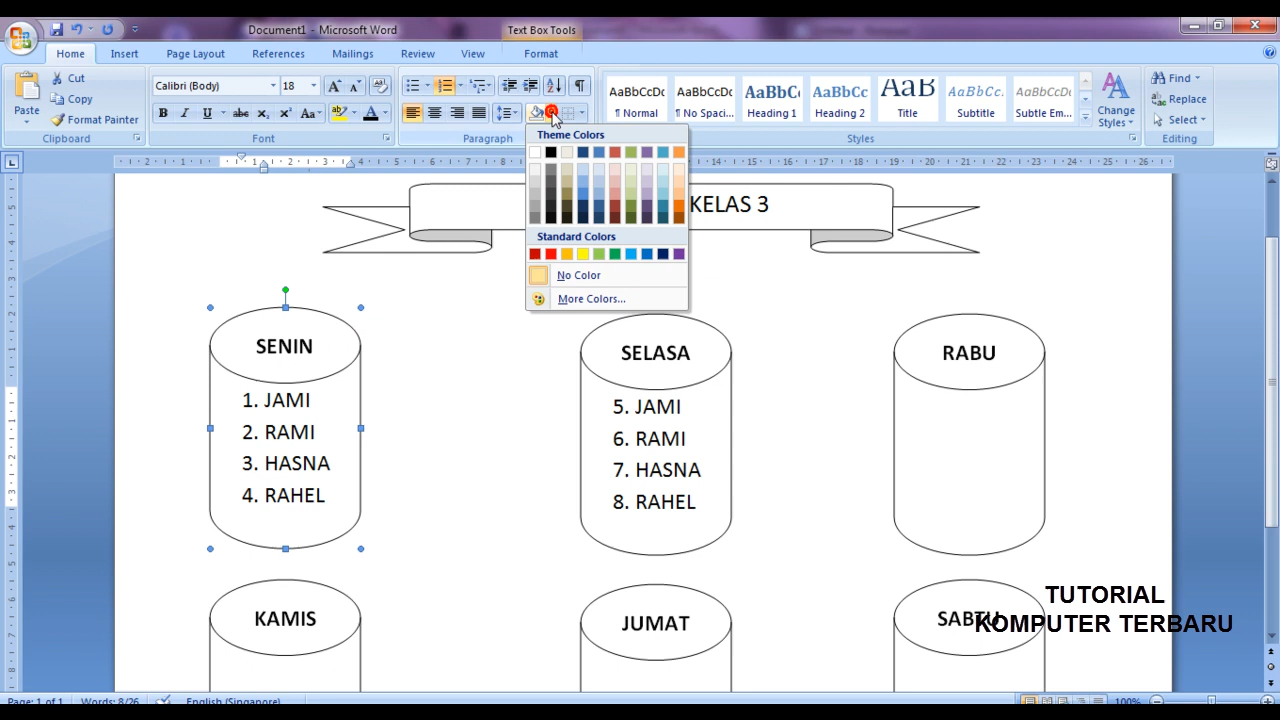 Document1 - Microsoft Word
Text Box Tools
Home Insert Page Layout References Mailings Review View Format
Cut
Copy
Format Painter
Paste
Clipboard
Calibri (Body) 18
Font
Paragraph
AaBbCcDc AaBbCcDc AaBbC AaBbCc AaB AaBbCc. AaBbCcDc
¶ Normal ¶ No Spaci... Heading 1 Heading 2 Title Subtitle Subtle Em...
Change
Styles
Styles
Find
Replace
Select
Editing
Theme Colors
Standard Colors
No Color
More Colors...
KELAS 3
SENIN
1. JAMI
2. RAMI
3. HASNA
4. RAHEL
SELASA
5. JAMI
6. RAMI
7. HASNA
8. RAHEL
RABU
KAMIS
JUMAT
SABTU
TUTORIAL
KOMPUTER TERBARU
Page: 1 of 1 Words: 8/26 English (Singapore) 100%